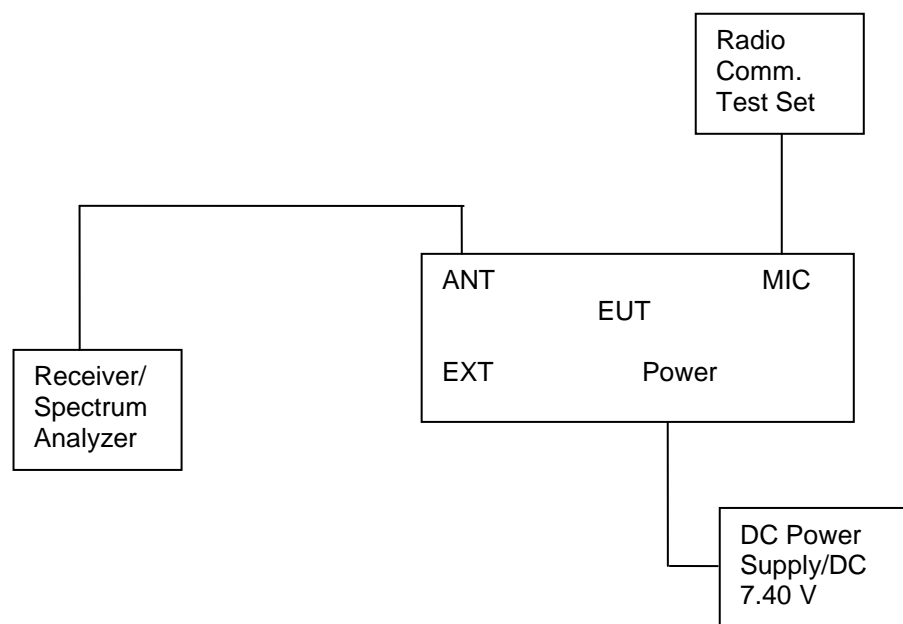 Radio
Comm.
Test Set
ANT MIC
EUT
EXT Power
Receiver/
Spectrum
Analyzer
DC Power
Supply/DC
7.40 V